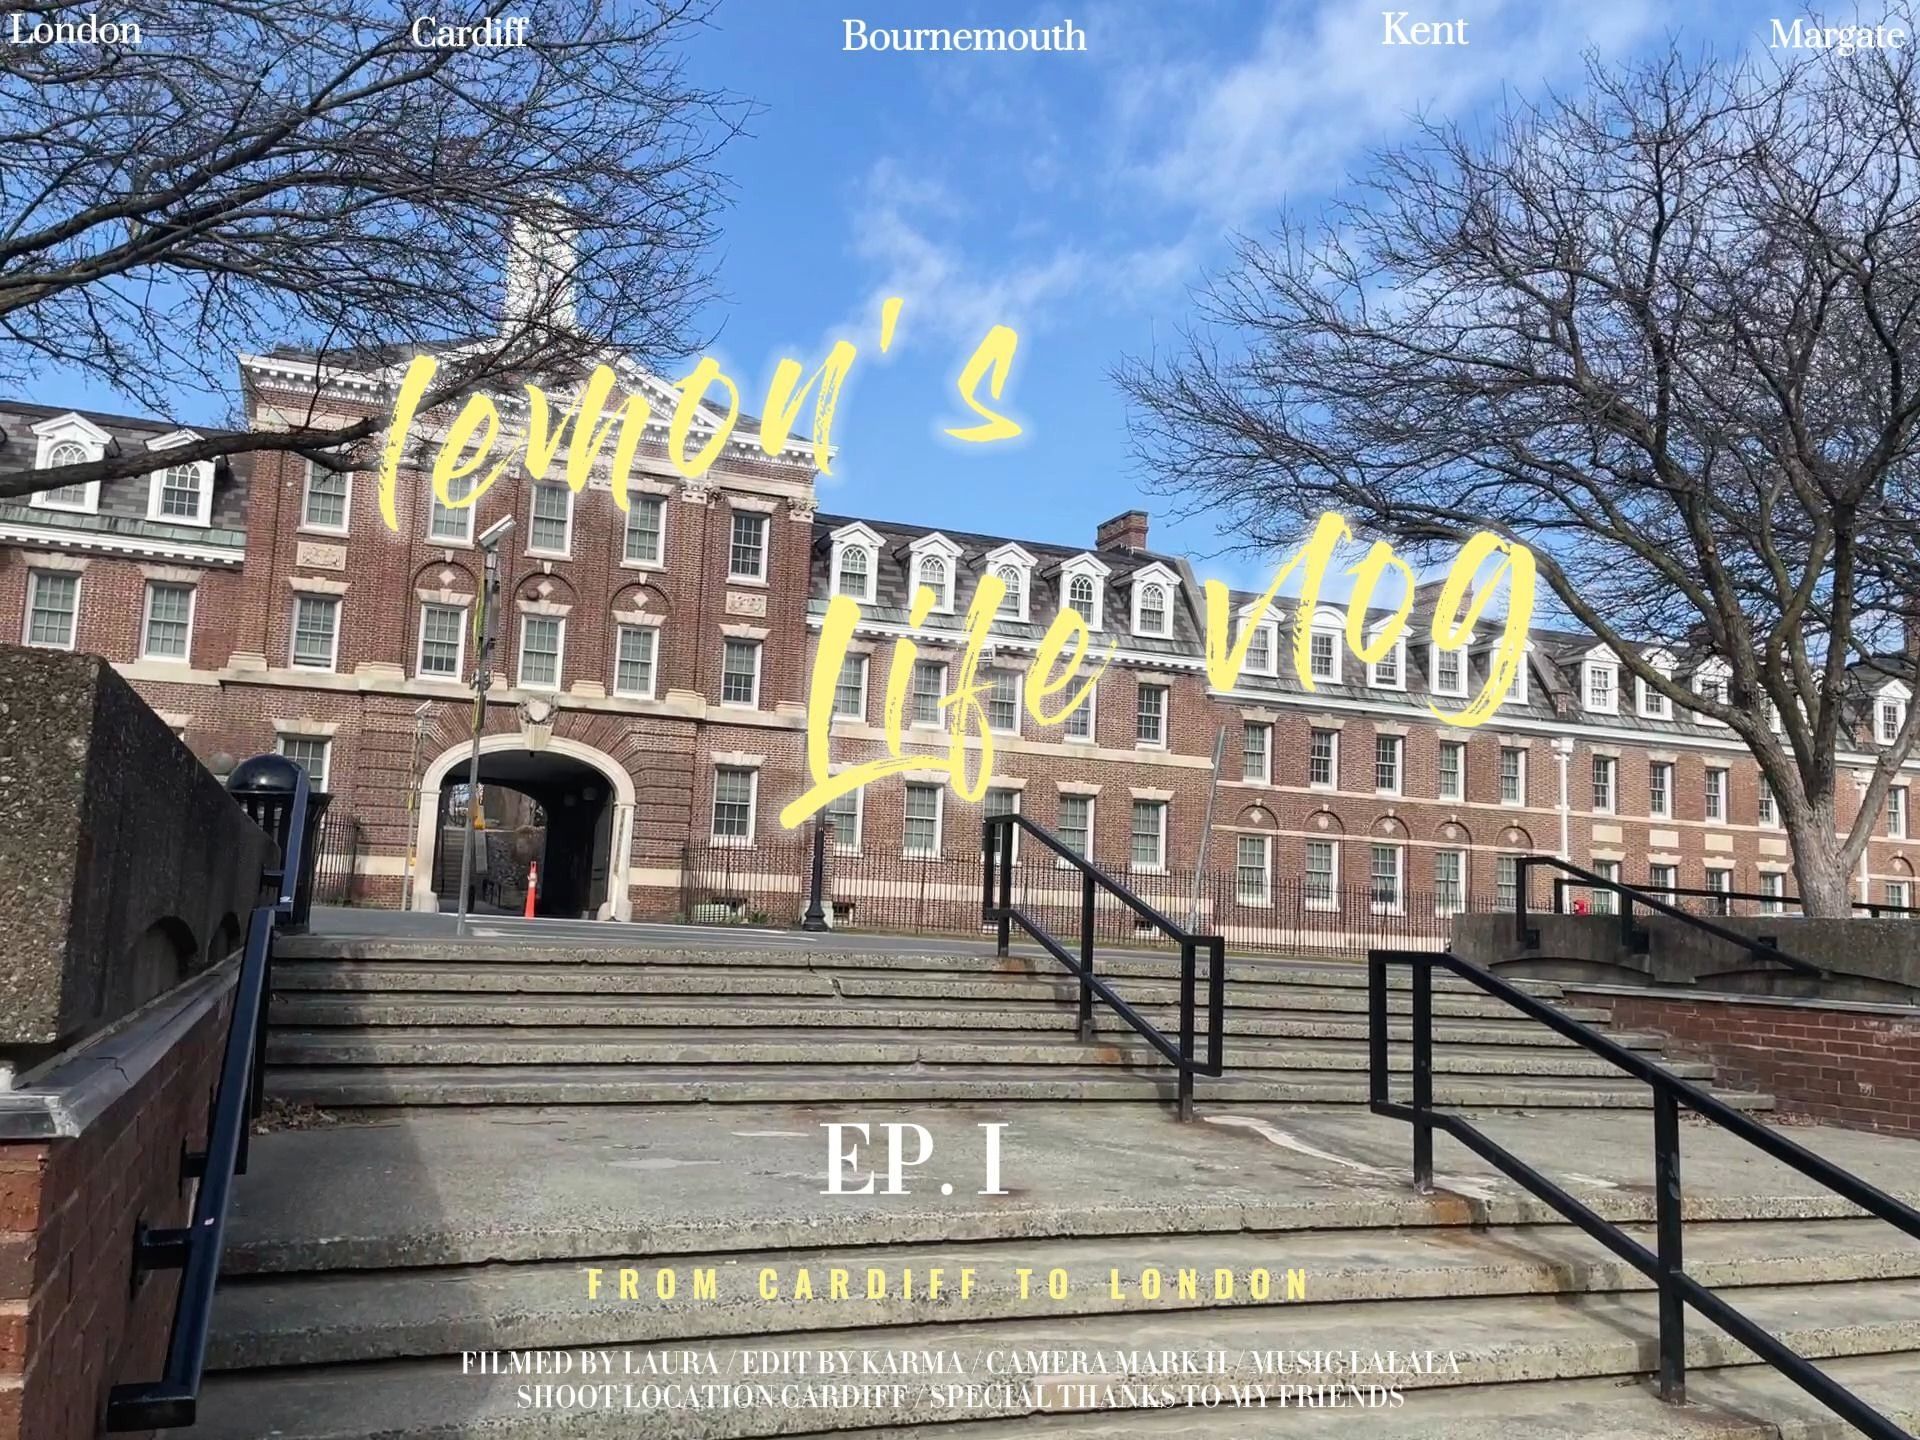 London Cardiff Bournemouth Kent Margate
lemon's
Life vlog
EP. 1
FROM CARDIFF TO LONDON
FILMED BY LAURA / EDIT BY KARMA / CAMERA MARK II / MUSIC LALALA
SHOOT LOCATION CARDIFF / SPECIAL THANKS TO MY FRIENDS